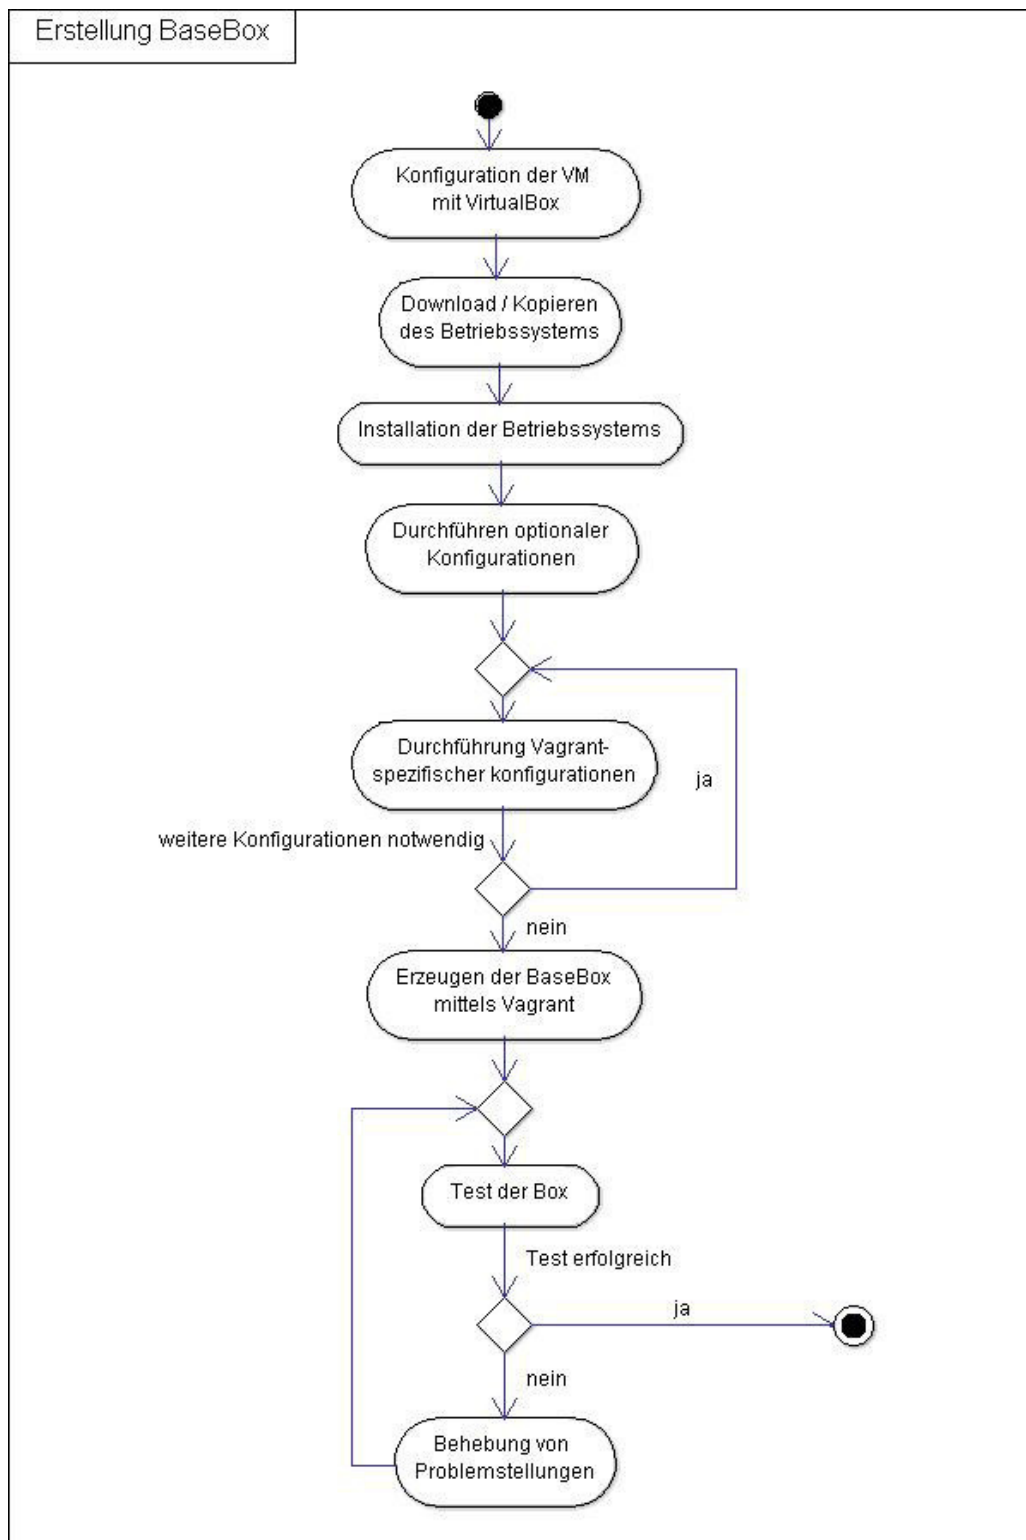 Erstellung BaseBox
Konfiguration der VM
mit VirtualBox
Download / Kopieren
des Betriebssystems
Installation der Betriebssystems
Durchführen optionaler
Konfigurationen
Durchführung Vagrant-
spezifischer konfigurationen
ja
weitere Konfigurationen notwendig
nein
Erzeugen der BaseBox
mittels Vagrant
Test der Box
Test erfolgreich
ja
nein
Behebung von
Problemstellungen